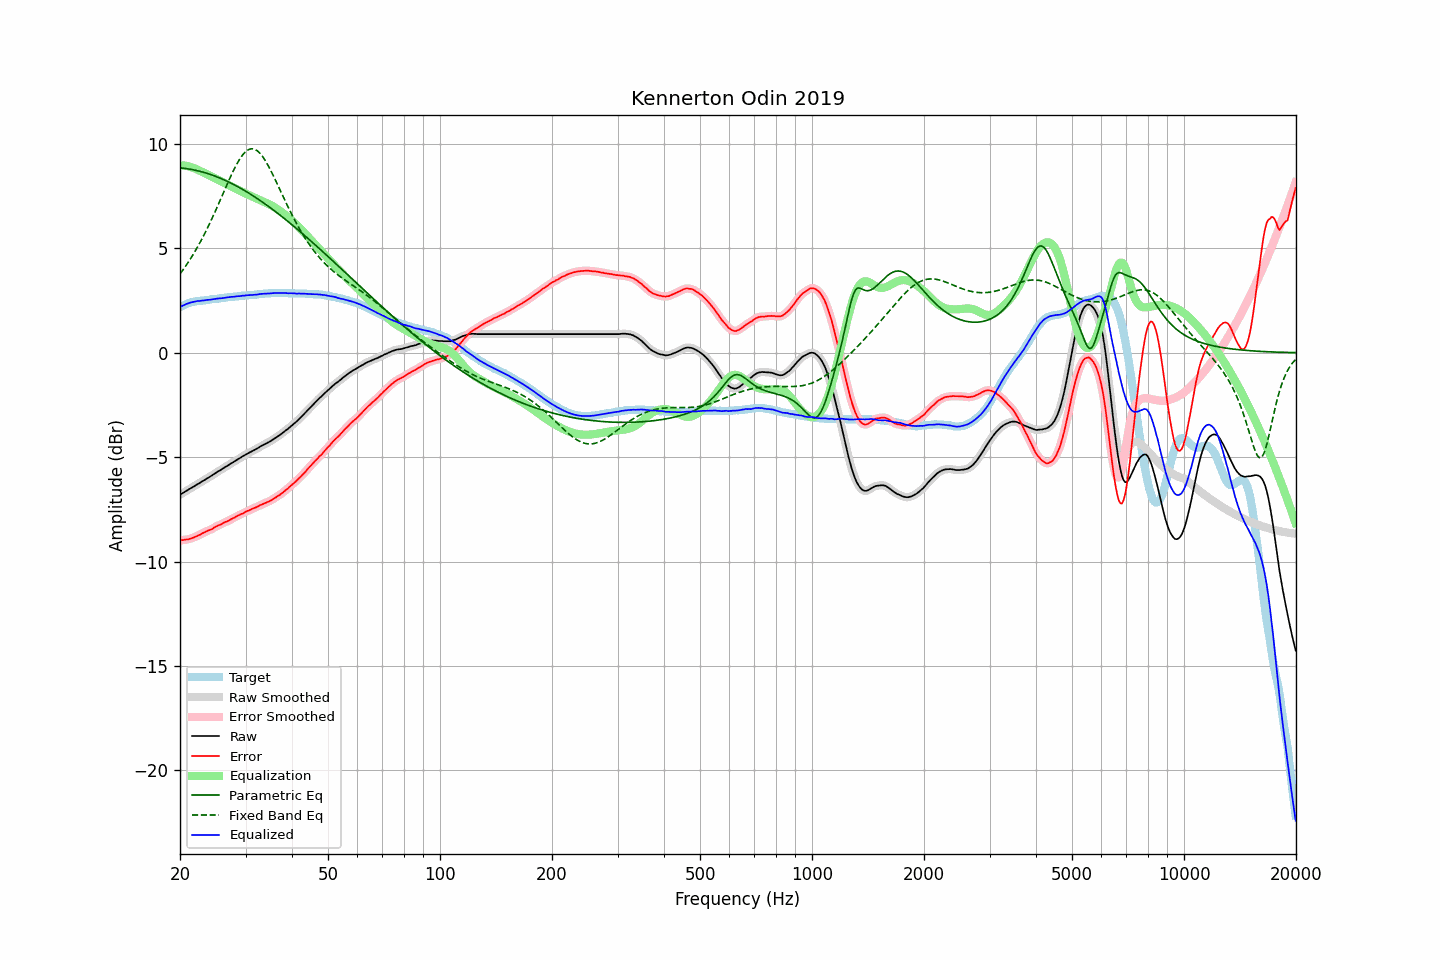 Kennerton Odin 2019
10
5
0
−5
−10
−15
−20
Amplitude (dBr)
Target
Raw Smoothed
Error Smoothed
Raw
Error
Equalization
Parametric Eq
Fixed Band Eq
Equalized
20 50 100 200 500 1000 2000 5000 10000 20000
Frequency (Hz)